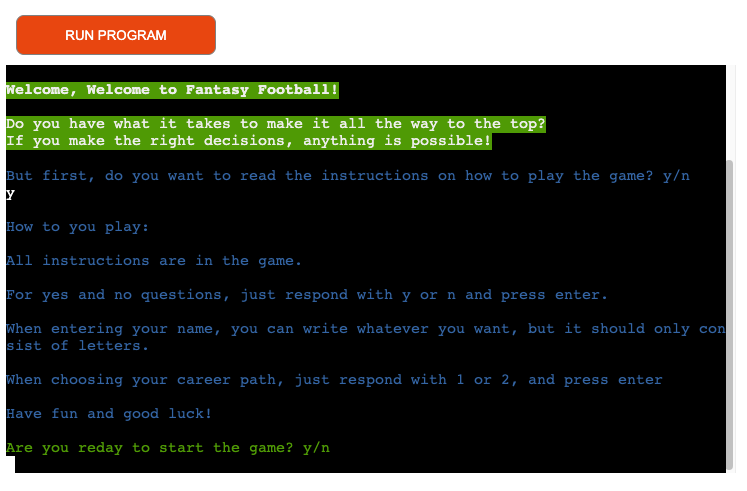 RUN PROGRAM
Welcome, Welcome to Fantasy Football!
Do you have what it takes to make it all the way to the top?
If you make the right decisions, anything is possible!
But first, do you want to read the instructions on how to play the game? y/n
y
How to you play:
All instructions are in the game.
For yes and no questions, just respond with y or n and press enter.
When entering your name, you can write whatever you want, but it should only con
sist of letters.
When choosing your career path, just respond with 1 or 2, and press enter
Have fun and good luck!
Are you reday to start the game? y/n